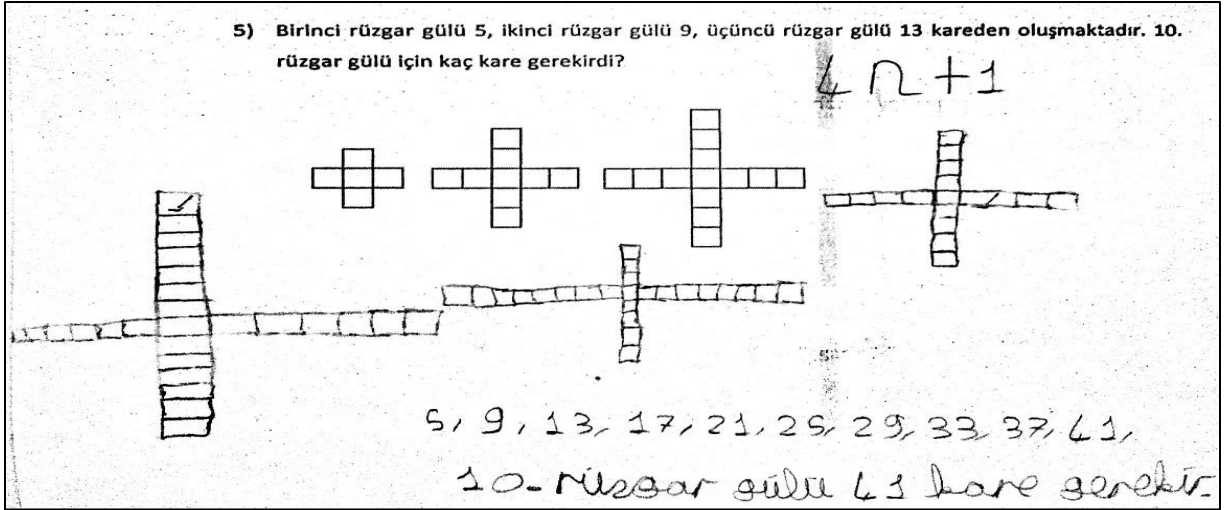 5) Birinci rüzgar gülü 5, ikinci rüzgar gülü 9, üçüncü rüzgar gülü 13 kareden oluşmaktadır. 10.
rüzgar gülü için kaç kare gerekirdi?
4n+1
5, 9, 13, 17, 21, 25, 29, 33, 37, 41,
10- rüzgar gülü 41 kare gerekir.